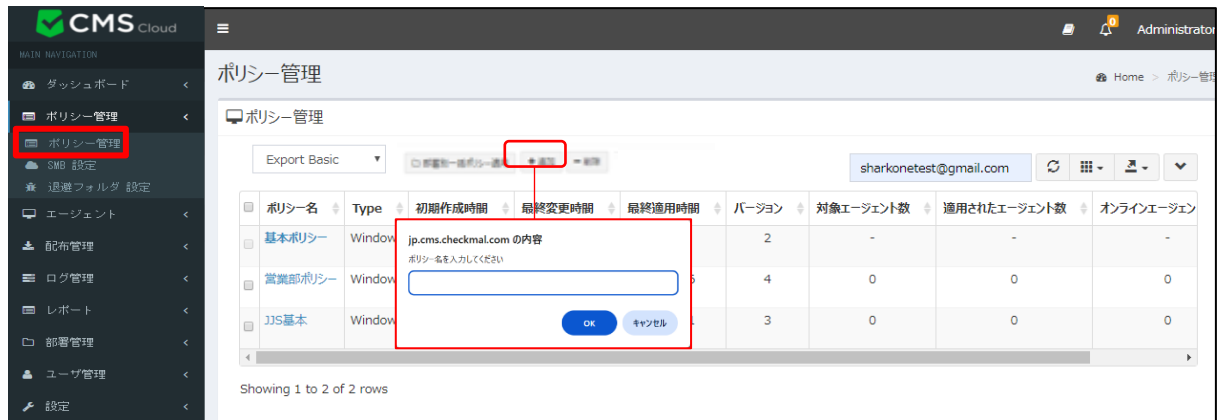 CMS Cloud
Administrator
MAIN NAVIGATION
ダッシュボード
ポリシー管理
ポリシー管理
SMB 設定
退避フォルダ 設定
エージェント
配布管理
ログ管理
レポート
部署管理
ユーザ管理
設定
0
ポリシー管理
Home > ポリシー管理
ポリシー管理
Export Basic
+追加
-削除
sharkonetest@gmail.com
ポリシー名 Type 初期作成時間 最終変更時間 最終適用時間 バージョン 対象エージェント数 適用されたエージェント数 オンラインエージェン
基本ポリシー Window 2 - - -
営業部ポリシー Window 4 0 0 0
JJS基本 Window 3 0 0 0
jp.cms.checkmal.com の内容
ポリシー名を入力してください
OK キャンセル
Showing 1 to 2 of 2 rows